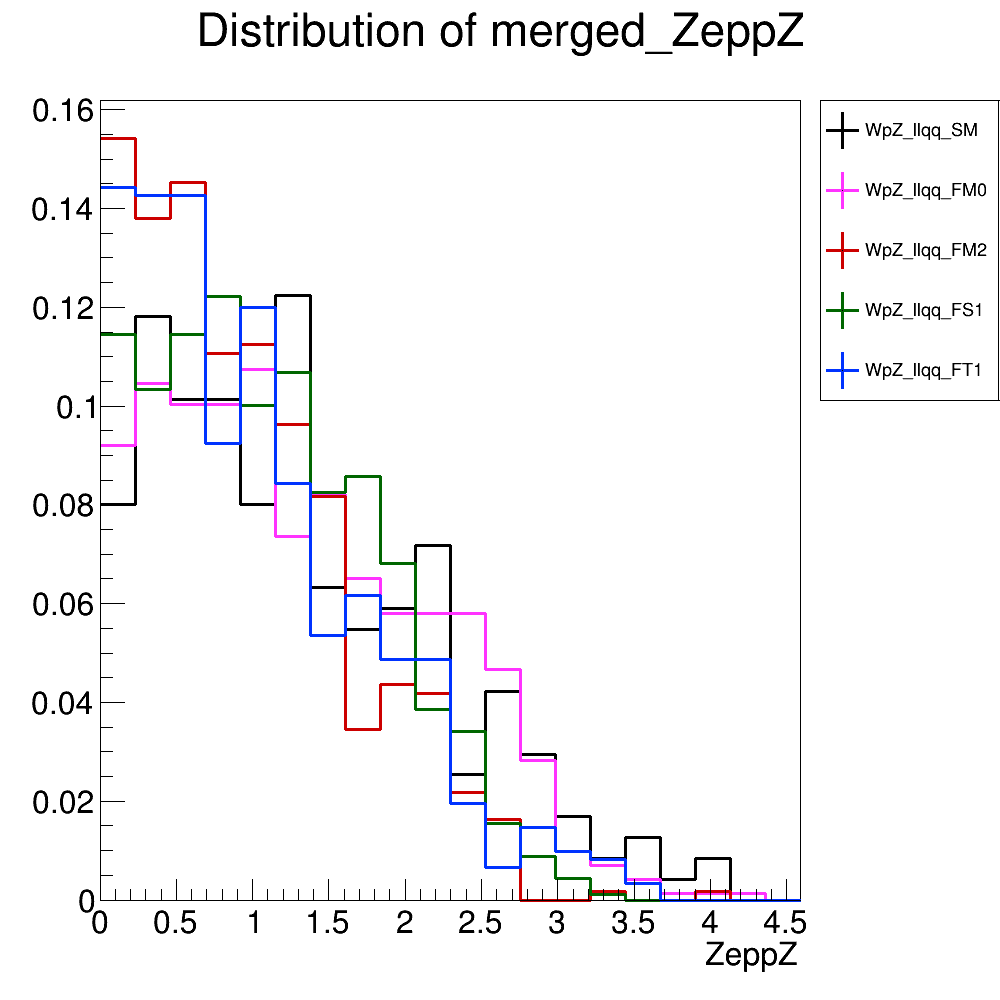 Distribution of merged_ZeppZ
0.16
0.14
0.12
0.1
0.08
0.06
0.04
0.02
0
0 0.5 1 1.5 2 2.5 3 3.5 4 4.5
ZeppZ
WpZ_llqq_SM
WpZ_llqq_FM0
WpZ_llqq_FM2
WpZ_llqq_FS1
WpZ_llqq_FT1